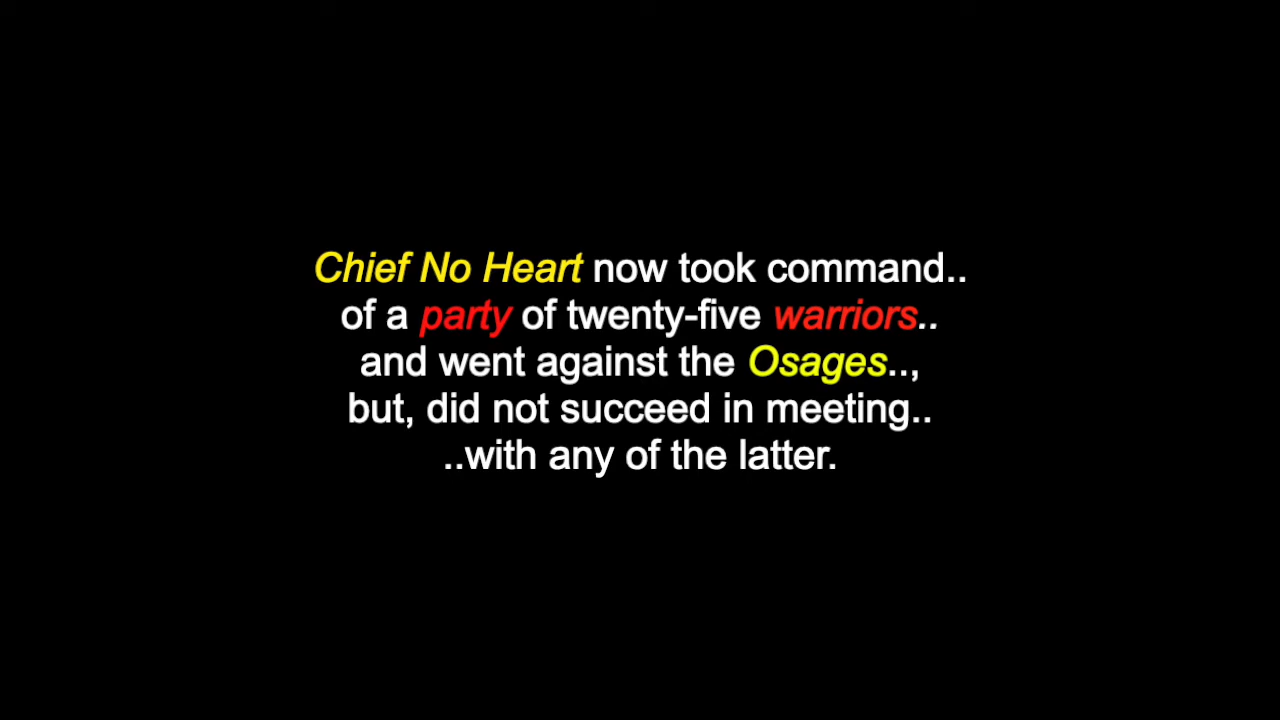 Chief No Heart now took command..
of a party of twenty-five warriors..
and went against the Osages..,
but, did not succeed in meeting..
..with any of the latter.